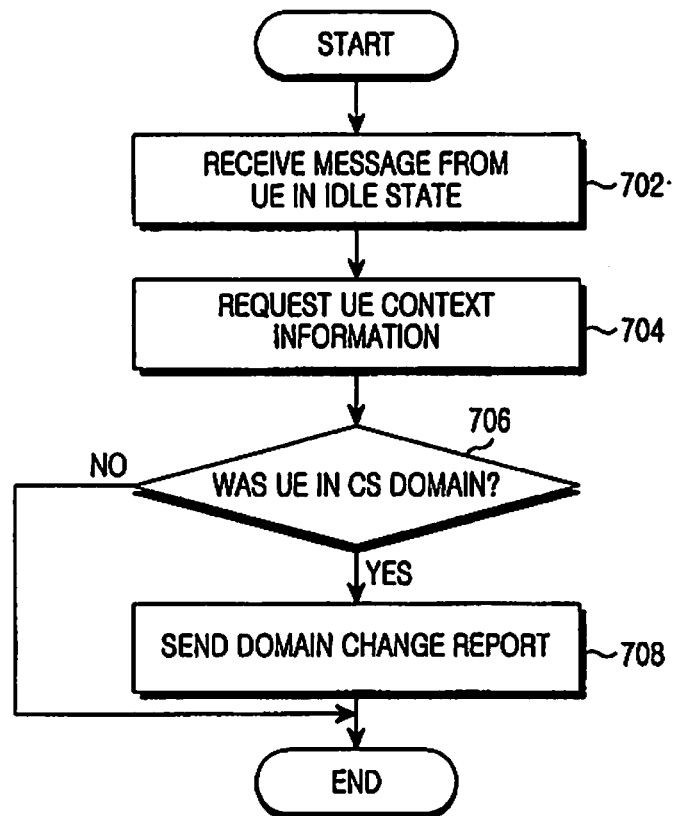 START
RECEIVE MESSAGE FROM
UE IN IDLE STATE
702
REQUEST UE CONTEXT
INFORMATION
704
706
NO
WAS UE IN CS DOMAIN?
YES
SEND DOMAIN CHANGE REPORT
708
END